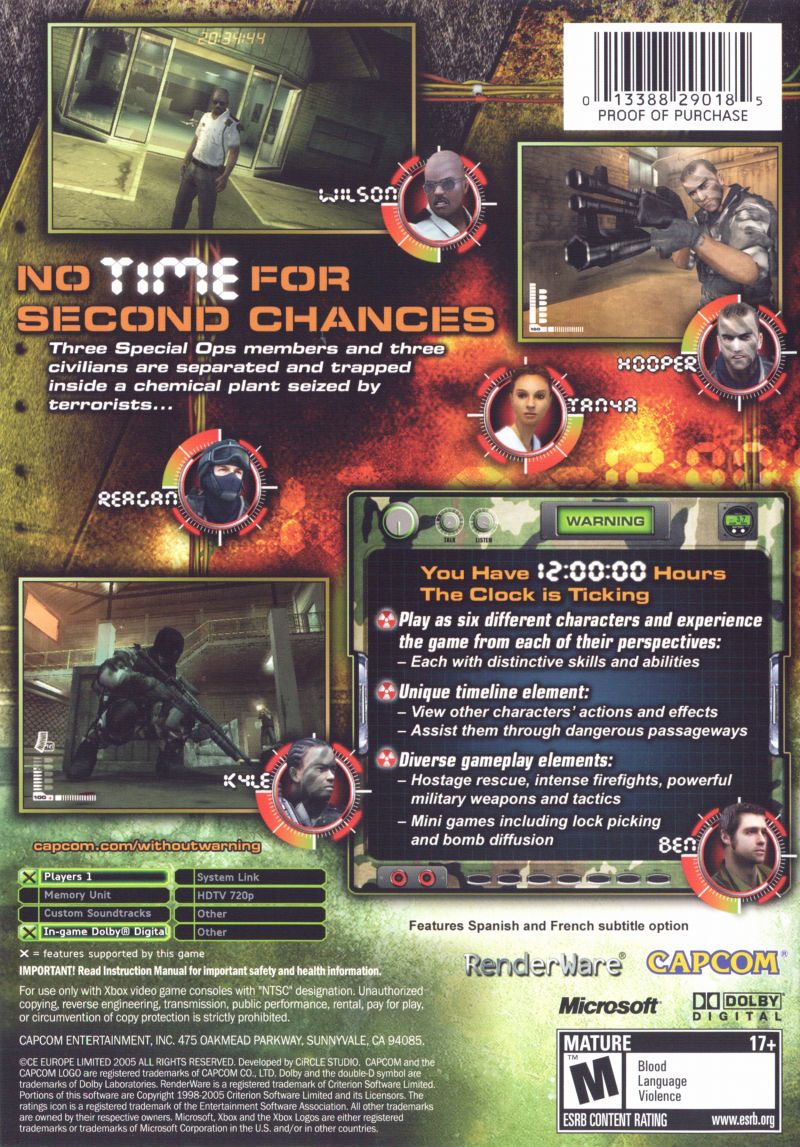 20:34:44
0 13388 29018 5
PROOF OF PURCHASE
WILSON
NO TIME FOR
SECOND CHANCES
Three Special Ops members and three
civilians are separated and trapped
inside a chemical plant seized by
terrorists...
100
HOOPER
TANYA
12:00
REAGAN
WARNING
TALK LISTEN
You Have 12:00:00 Hours
The Clock is Ticking
Play as six different characters and experience
the game from each of their perspectives:
– Each with distinctive skills and abilities
Unique timeline element:
– View other characters' actions and effects
– Assist them through dangerous passageways
Diverse gameplay elements:
– Hostage rescue, intense firefights, powerful
military weapons and tactics
– Mini games including lock picking
and bomb diffusion
100
KYLE
BEN
capcom.com/withoutwarning
X Players 1
System Link
Memory Unit
HDTV 720p
Custom Soundtracks
Other
X In-game Dolby® Digital
Other
X = features supported by this game
Features Spanish and French subtitle option
IMPORTANT! Read Instruction Manual for important safety and health information.
For use only with Xbox video game consoles with "NTSC" designation. Unauthorized
copying, reverse engineering, transmission, public performance, rental, pay for play,
or circumvention of copy protection is strictly prohibited.
CAPCOM ENTERTAINMENT, INC. 475 OAKMEAD PARKWAY, SUNNYVALE, CA 94085.
©CE EUROPE LIMITED 2005 ALL RIGHTS RESERVED. Developed by CiRCLE STUDIO. CAPCOM and the
CAPCOM LOGO are registered trademarks of CAPCOM CO., LTD. Dolby and the double-D symbol are
trademarks of Dolby Laboratories. RenderWare is a registered trademark of Criterion Software Limited.
Portions of this software are Copyright 1998-2005 Criterion Software Limited and its Licensors. The
ratings icon is a registered trademark of the Entertainment Software Association. All other trademarks
are owned by their respective owners. Microsoft, Xbox and the Xbox Logos are either registered
trademarks or trademarks of Microsoft Corporation in the U.S. and/or in other countries.
RenderWare®
CAPCOM®
Microsoft®
DOLBY
DIGITAL
MATURE 17+
M
TM
Blood
Language
Violence
ESRB CONTENT RATING www.esrb.org